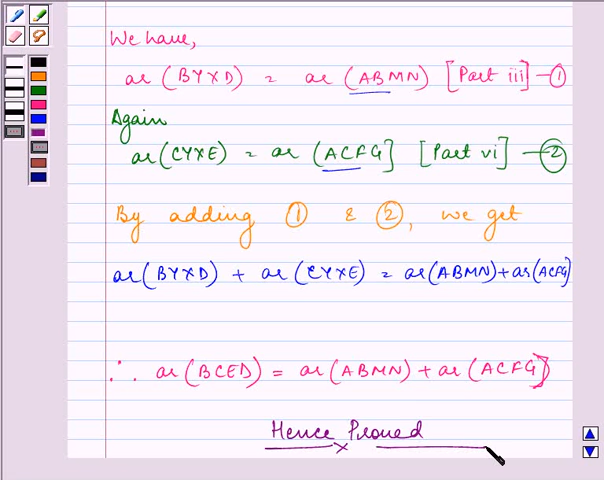 We have,
ar (BYXD) = ar (ABMN) [Part iii] —①
Again
ar (CYXE) = ar (ACFG] [Part vi] —②
By adding ① & ②, we get
ar (BYXD) + ar (CYXE) = ar (ABMN) + ar (ACFG)
∴ ar (BCED) = ar (ABMN) + ar (ACFG)
Hence Proved